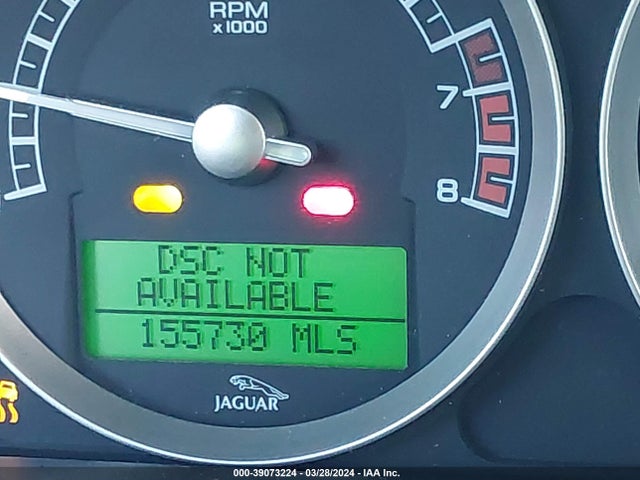 RPM
x1000
7
8
DSC NOT
AVAILABLE
155730 MLS
JAGUAR
000-39073224 - 03/28/2024 - IAA Inc.